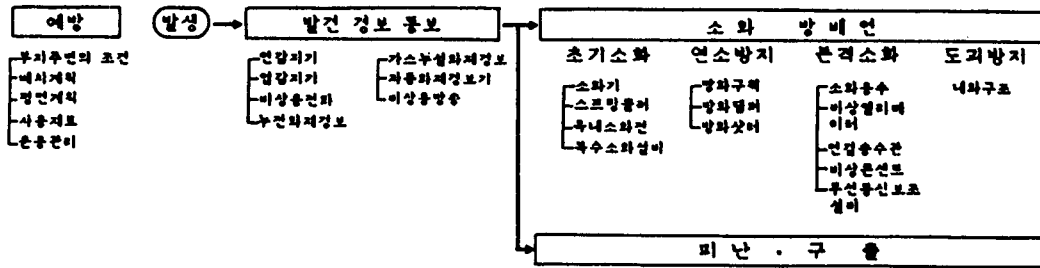 예방
발생
발견 경보 통보
소화 방배연
부지주변의 조건
배치계획
평면계획
사용재료
운용관리
연감지기
열감지기
비상용전화
누전화재경보
가스누설화재경보
자동화재경보기
비상용방송
초기소화
소화기
스프링클러
옥내소화전
특수소화설비
연소방지
방화구획
방화댐퍼
방화샷터
본격소화
소화용수
비상엘리베
이터
연결송수관
비상콘센트
무선통신보조
설비
도괴방지
내화구조
피난 · 구출